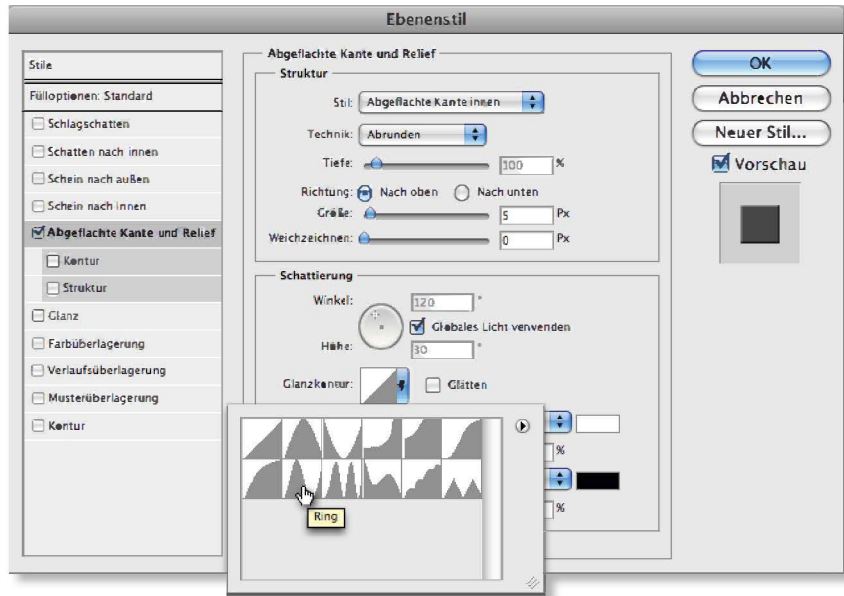 Ebenenstil
Stile
Fülloptionen: Standard
Schlagschatten
Schatten nach innen
Schein nach außen
Schein nach innen
Abgeflachte Kante und Relief
Kontur
Struktur
Glanz
Farbüberlagerung
Verlaufsüberlagerung
Musterüberlagerung
Kontur
Abgeflachte Kante und Relief
Struktur
Stil: Abgeflachte Kante innen
Technik: Abrunden
Tiefe: 100 %
Richtung: Nach oben Nach unten
Größe: 5 Px
Weichzeichnen: 0 Px
Schattierung
Winkel: 120 °
Globales Licht verwenden
Höhe: 30 °
Glanzkontur: Glätten
%
%
Ring
OK
Abbrechen
Neuer Stil...
Vorschau